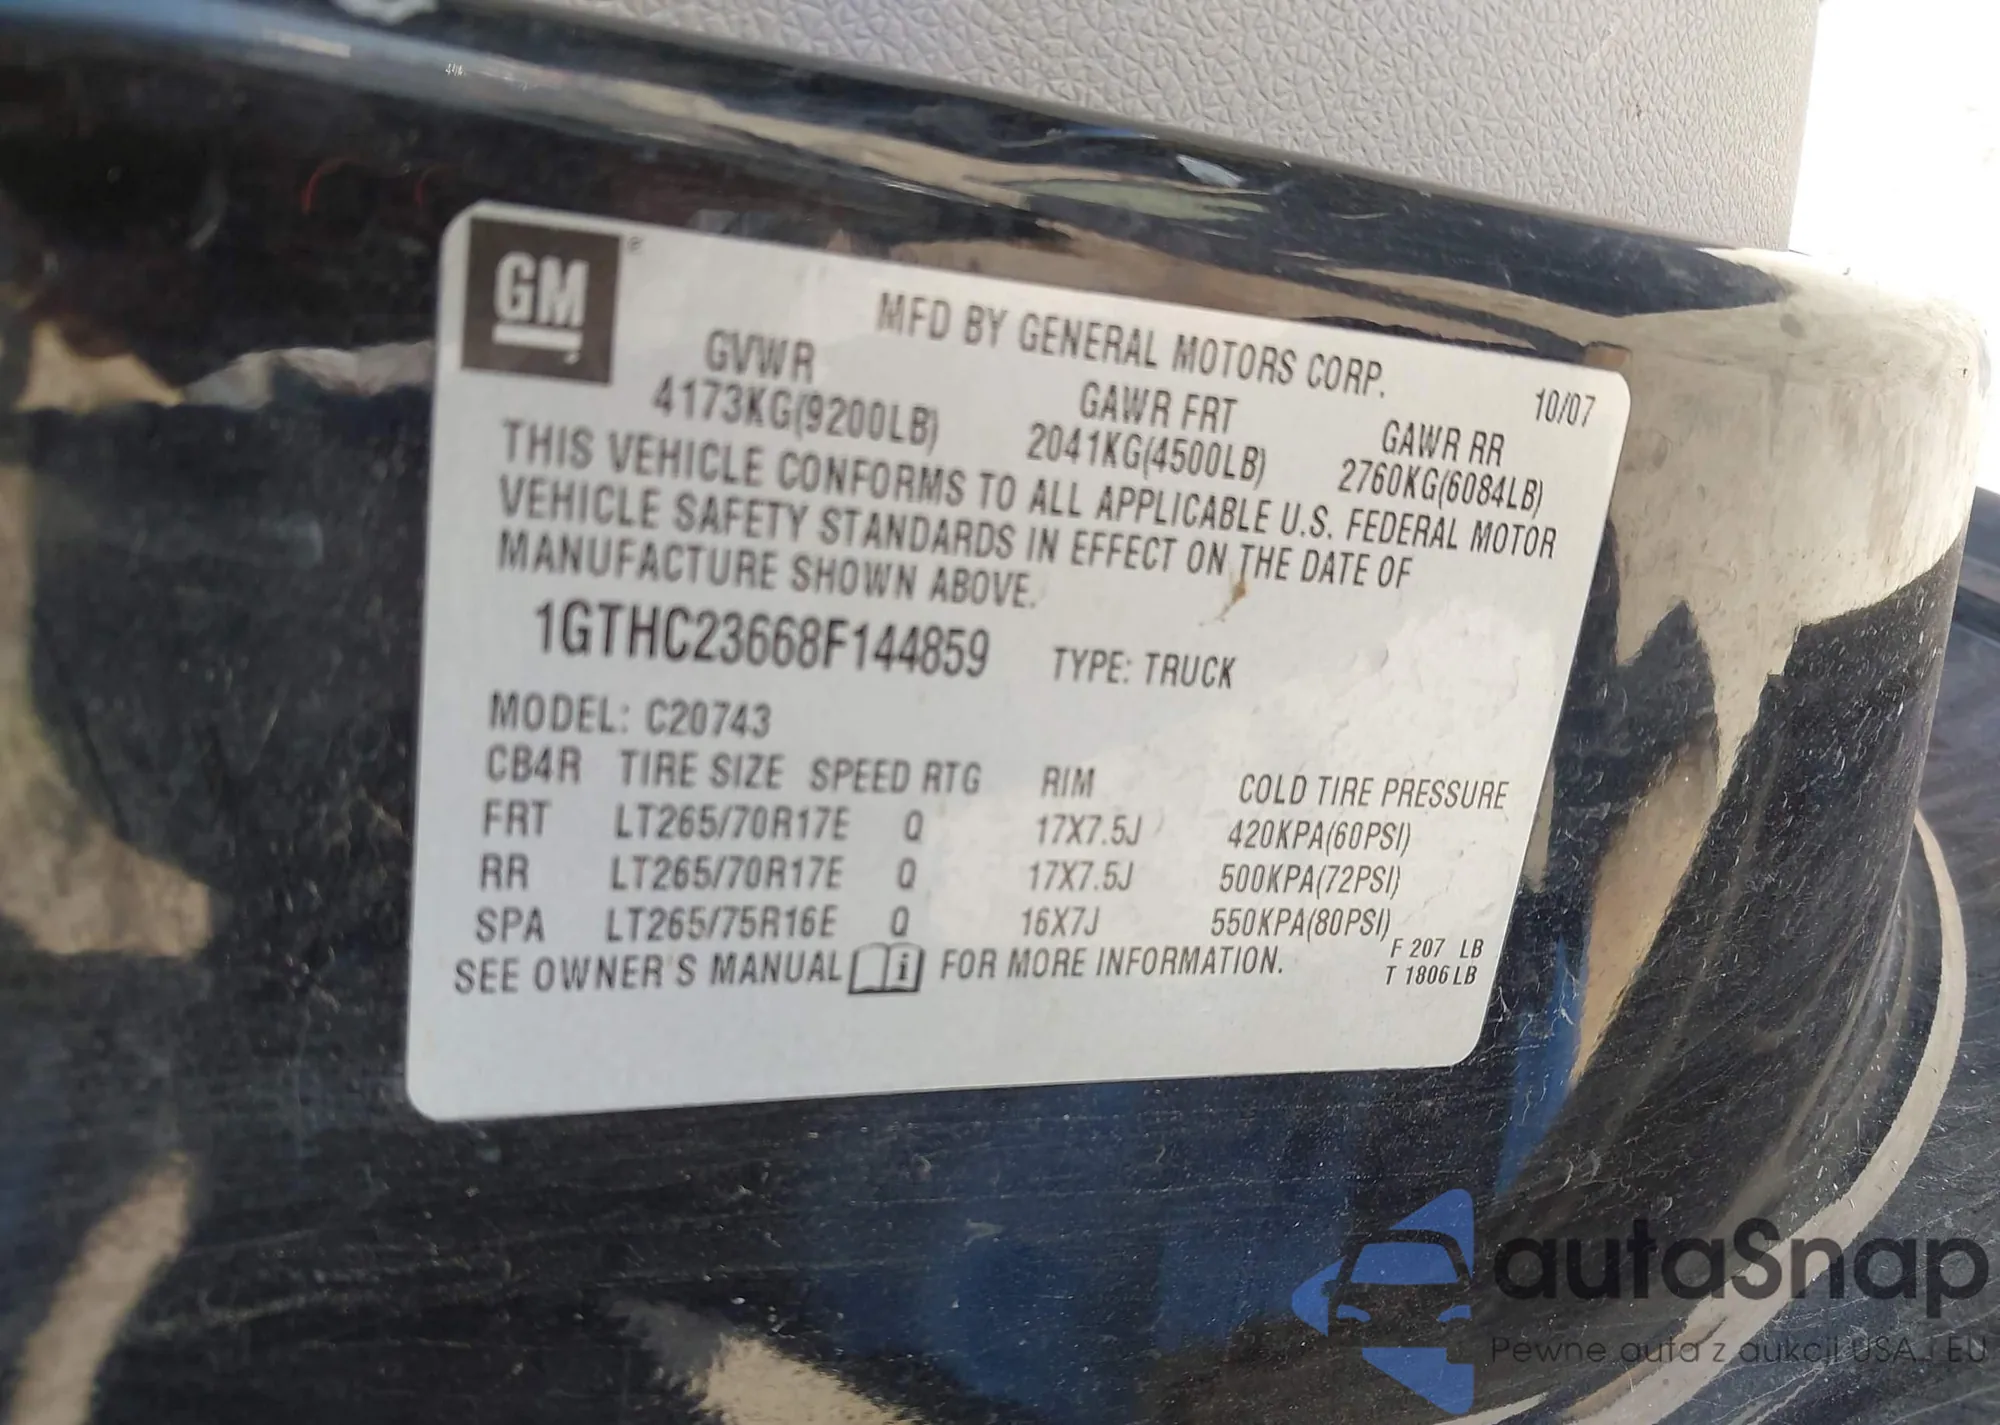 GM
MFD BY GENERAL MOTORS CORP.
10/07
GVWR GAWR FRT GAWR RR
4173KG(9200LB) 2041KG(4500LB) 2760KG(6084LB)
THIS VEHICLE CONFORMS TO ALL APPLICABLE U.S. FEDERAL MOTOR
VEHICLE SAFETY STANDARDS IN EFFECT ON THE DATE OF
MANUFACTURE SHOWN ABOVE.
1GTHC23668F144859 TYPE: TRUCK
MODEL: C20743
CB4R TIRE SIZE SPEED RTG RIM COLD TIRE PRESSURE
FRT LT265/70R17E Q 17X7.5J 420KPA(60PSI)
RR LT265/70R17E Q 17X7.5J 500KPA(72PSI)
SPA LT265/75R16E Q 16X7J 550KPA(80PSI)
SEE OWNER'S MANUAL i FOR MORE INFORMATION.
F 207 LB
T 1806 LB
autaSnap
Pewne auta z aukcji USA i EU